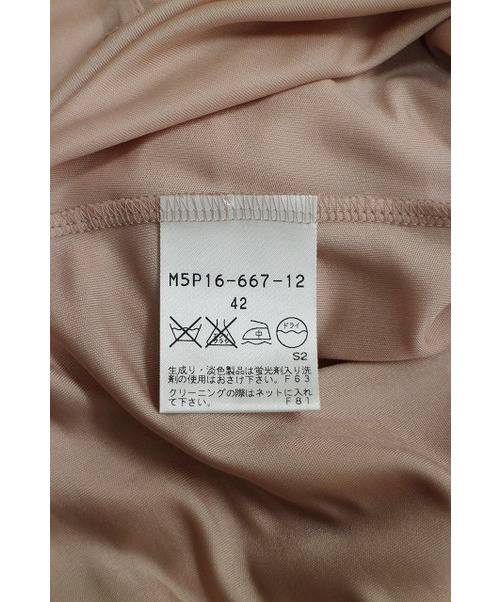 M5P16-667-12
42
中 ドライ
S2
生成り・淡色製品は蛍光剤入り洗
剤の使用はおさけ下さい。F63
クリーニングの際はネットに入れ
て下さい。 F81